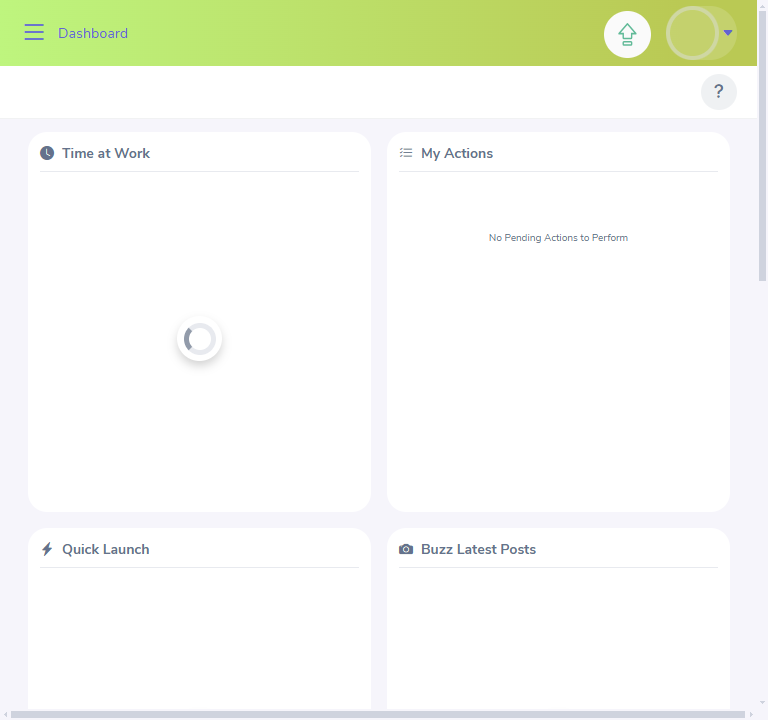 Dashboard
?
Time at Work
My Actions
No Pending Actions to Perform
Quick Launch
Buzz Latest Posts